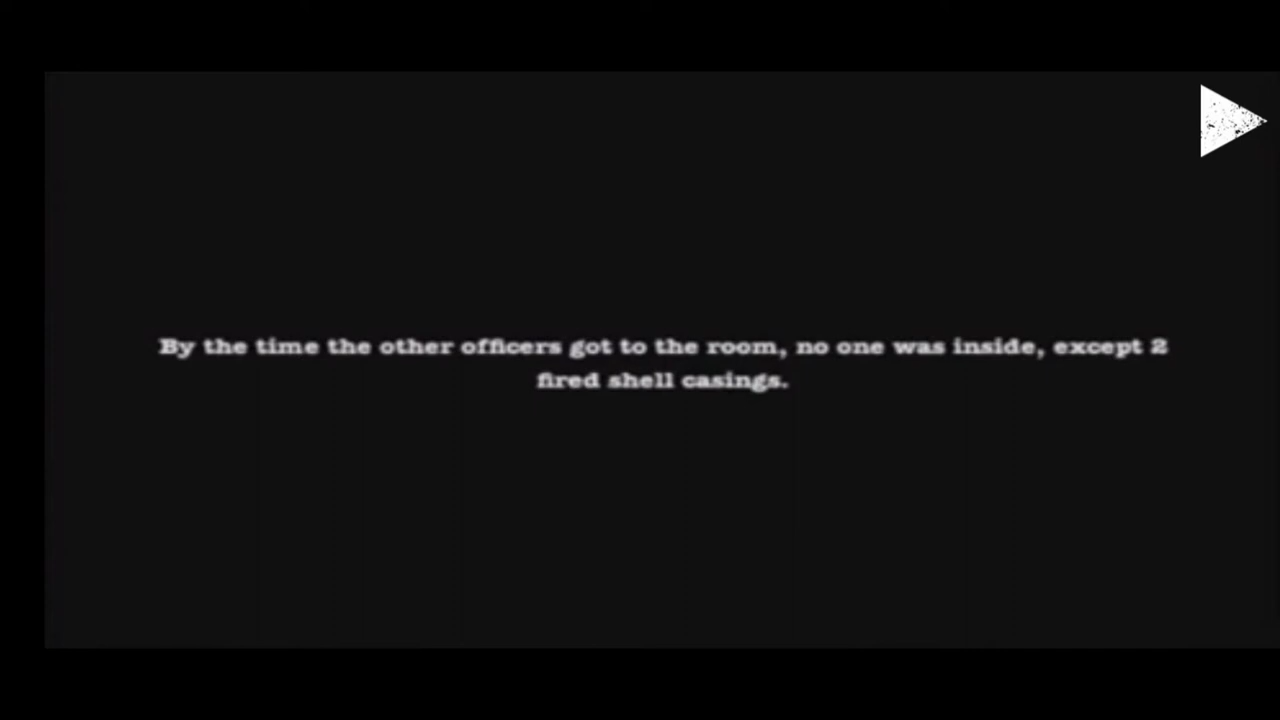 By the time the other officers got to the room, no one was inside, except 2
fired shell casings.